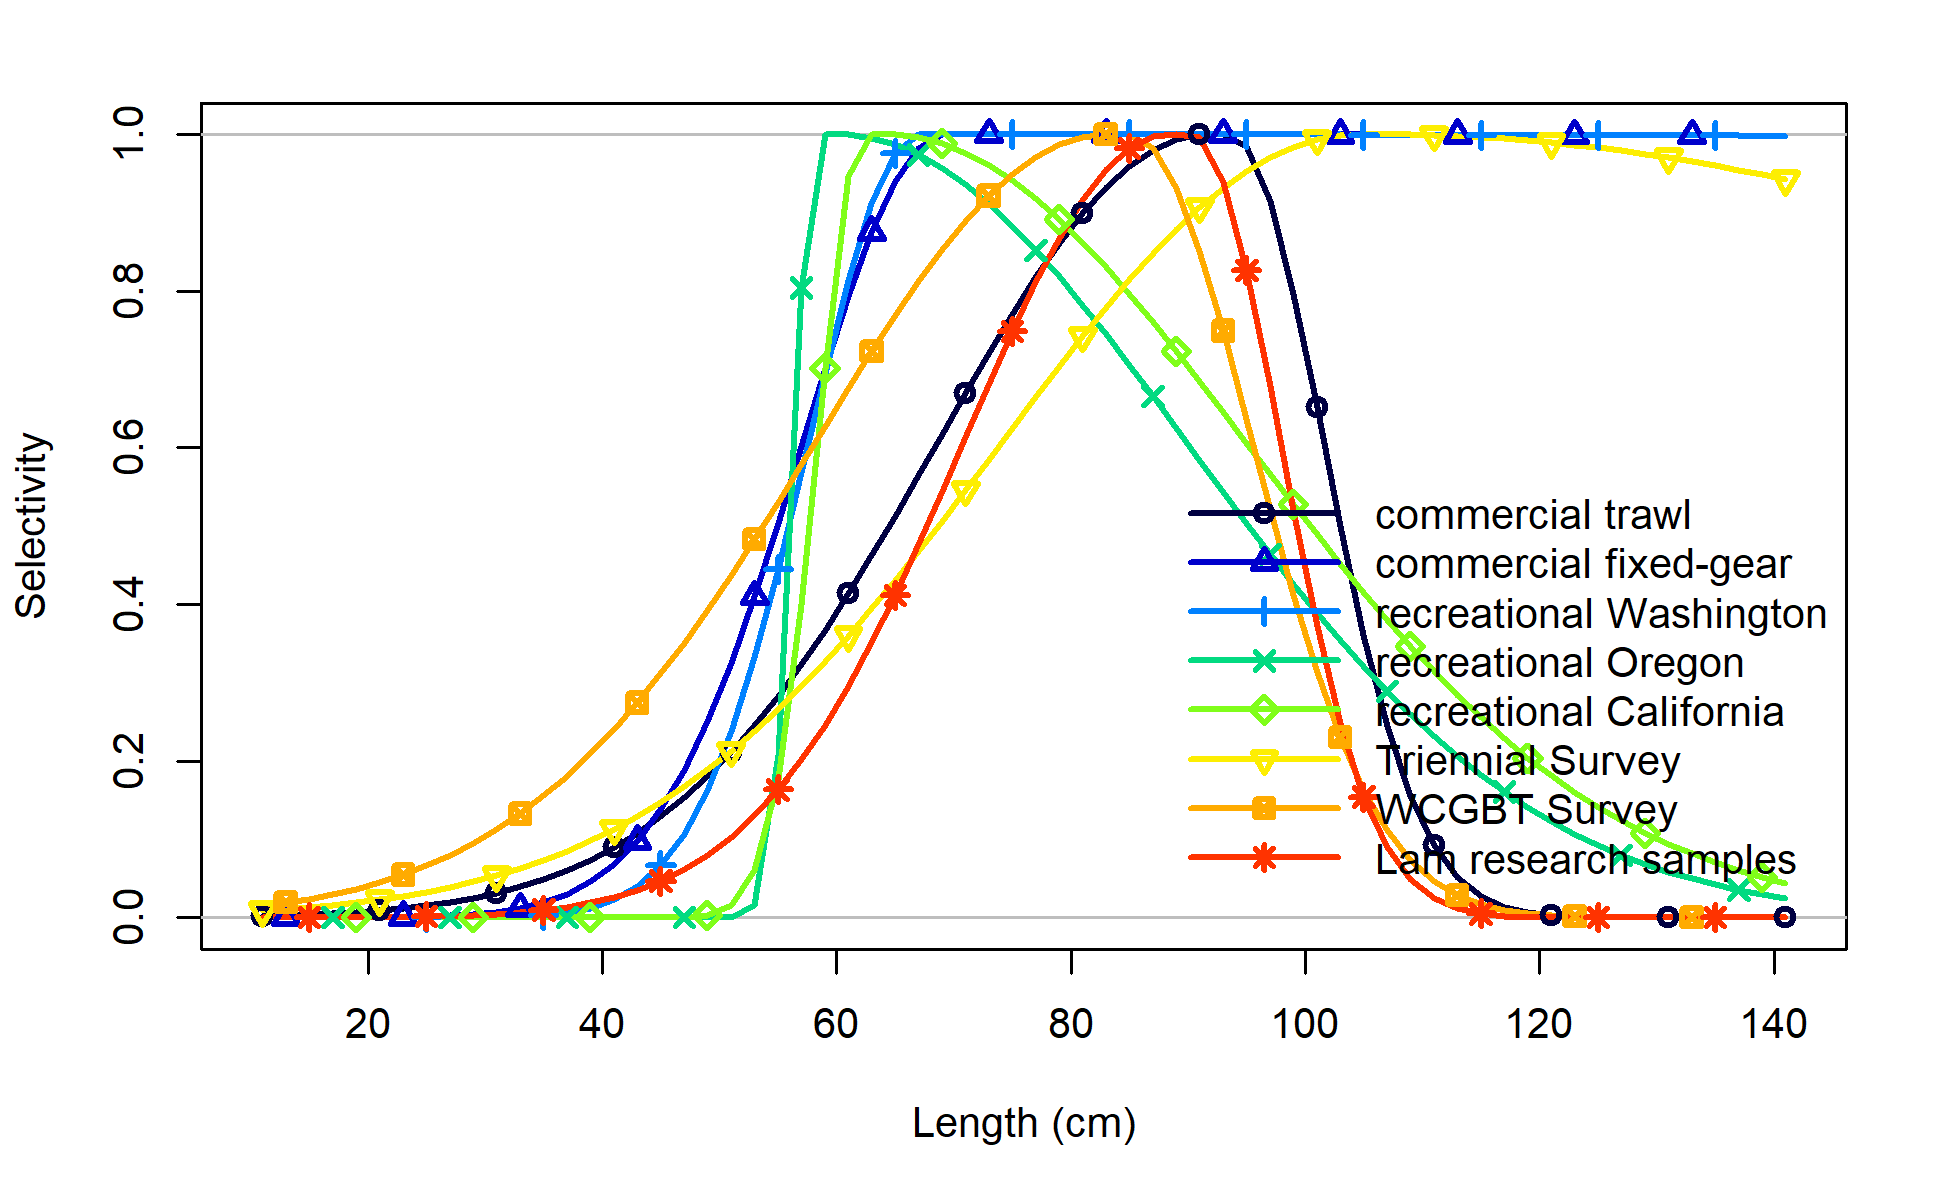 Selectivity
1.0
0.8
0.6
0.4
0.2
0.0
commercial trawl
commercial fixed-gear
recreational Washington
recreational Oregon
recreational California
Triennial Survey
WCGBT Survey
Lam research samples
20 40 60 80 100 120 140
Length (cm)